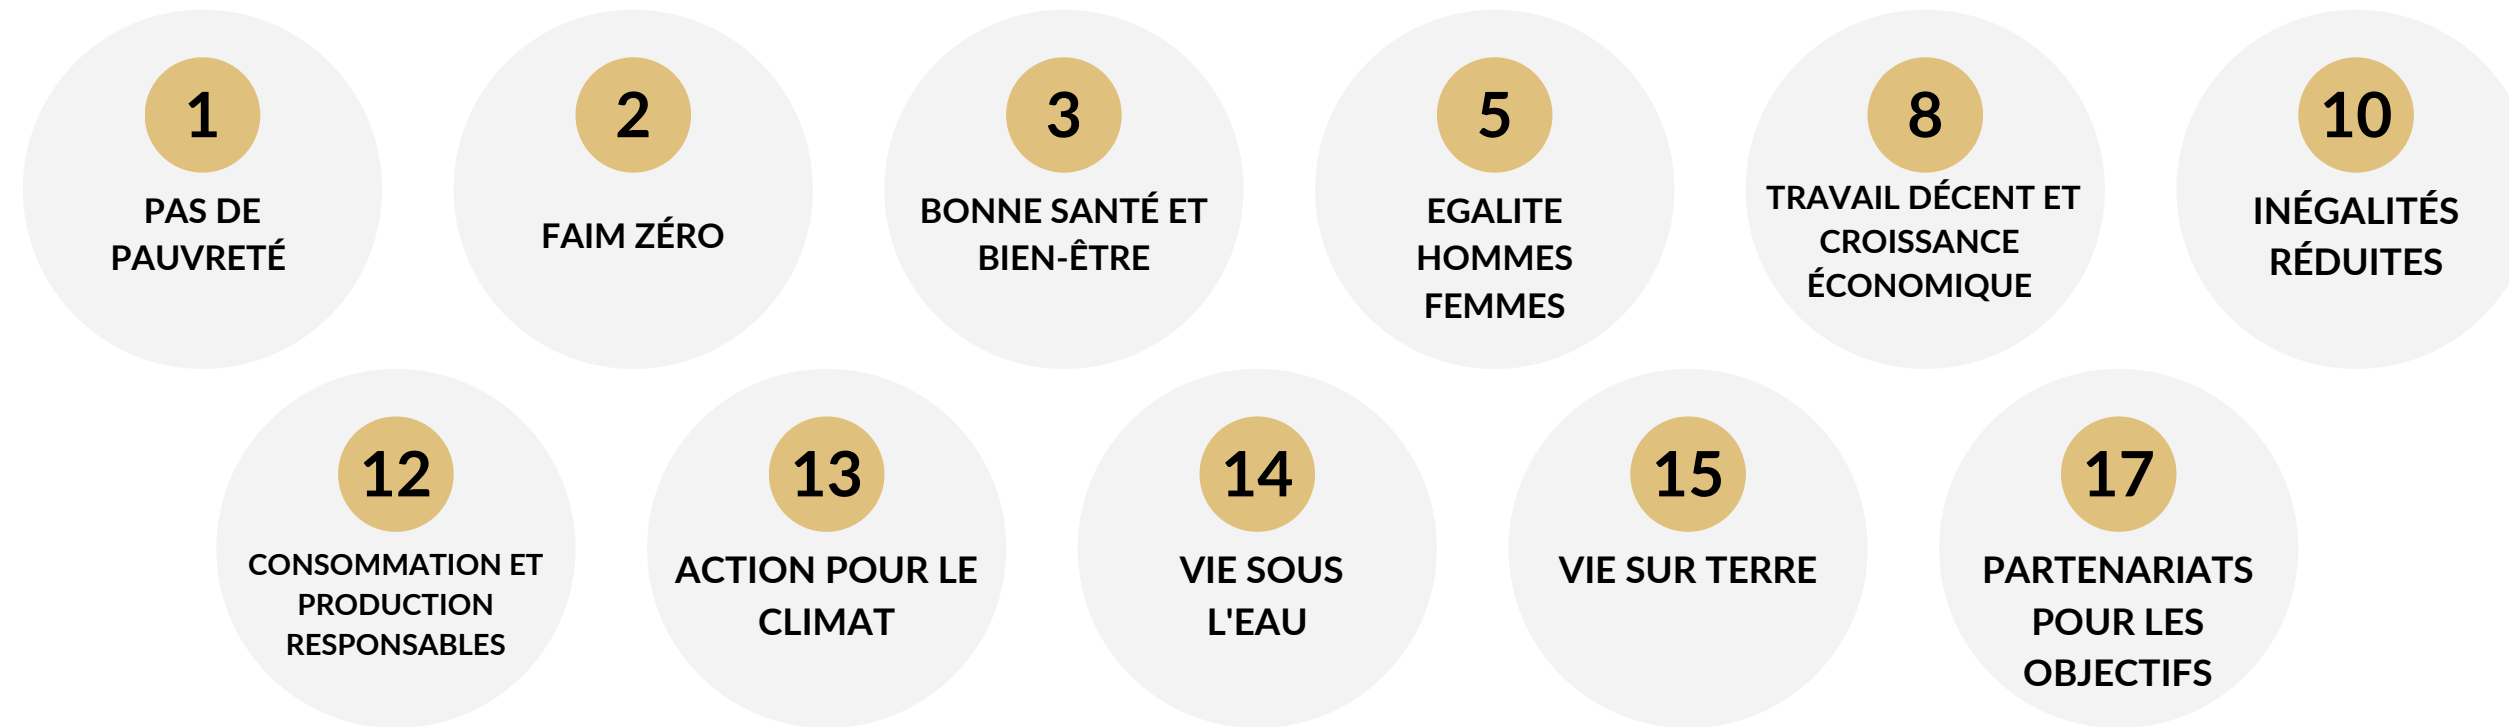 1
PAS DE
PAUVRETÉ
2
FAIM ZÉRO
3
BONNE SANTÉ ET
BIEN-ÊTRE
5
EGALITE
HOMMES
FEMMES
8
TRAVAIL DÉCENT ET
CROISSANCE
ÉCONOMIQUE
10
INÉGALITÉS
RÉDUITES
12
CONSOMMATION ET
PRODUCTION
RESPONSABLES
13
ACTION POUR LE
CLIMAT
14
VIE SOUS
L'EAU
15
VIE SUR TERRE
17
PARTENARIATS
POUR LES
OBJECTIFS